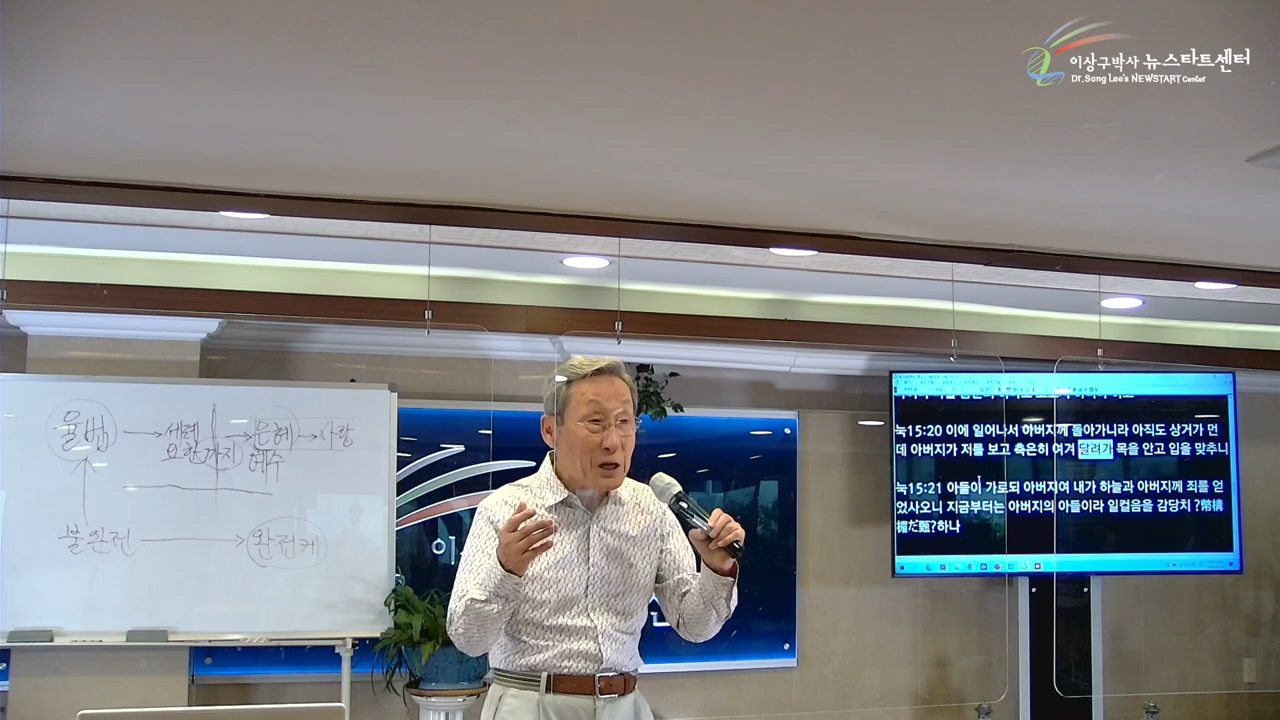 이상구박사 뉴스타트센터
Dr. Sang Lee's NEWSTART Center
율법 → 세례 → 은혜 → 사랑
요한까지 예수
불완전 → 완전케
눅15:20 이에 일어나서 아버지께 돌아가니라 아직도 상거가 먼
데 아버지가 저를 보고 측은히 여겨 달려가 목을 안고 입을 맞추니
눅15:21 아들이 가로되 아버지여 내가 하늘과 아버지께 죄를 얻
었사오니 지금부터는 아버지의 아들이라 일컬음을 감당치 ?幣構
楣だ甄?하나